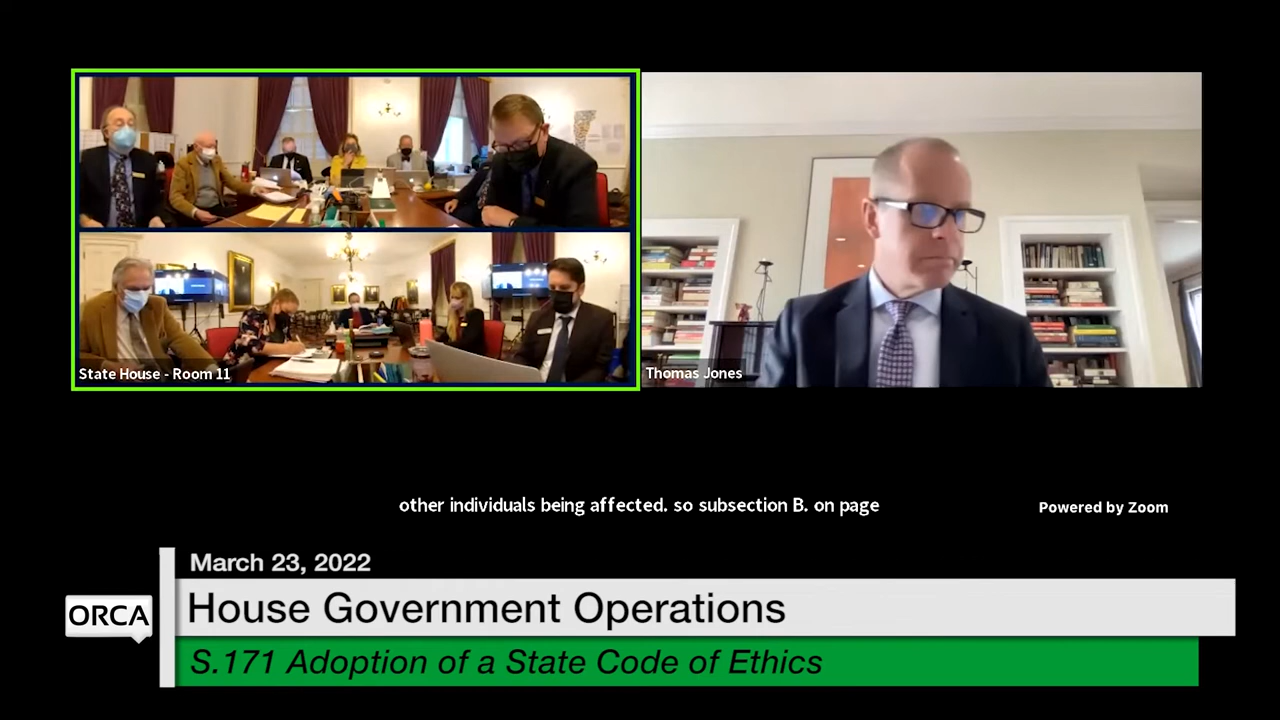 State House - Room 11
Thomas Jones
other individuals being affected. so subsection B. on page
Powered by Zoom
March 23, 2022
ORCA
House Government Operations
S.171 Adoption of a State Code of Ethics